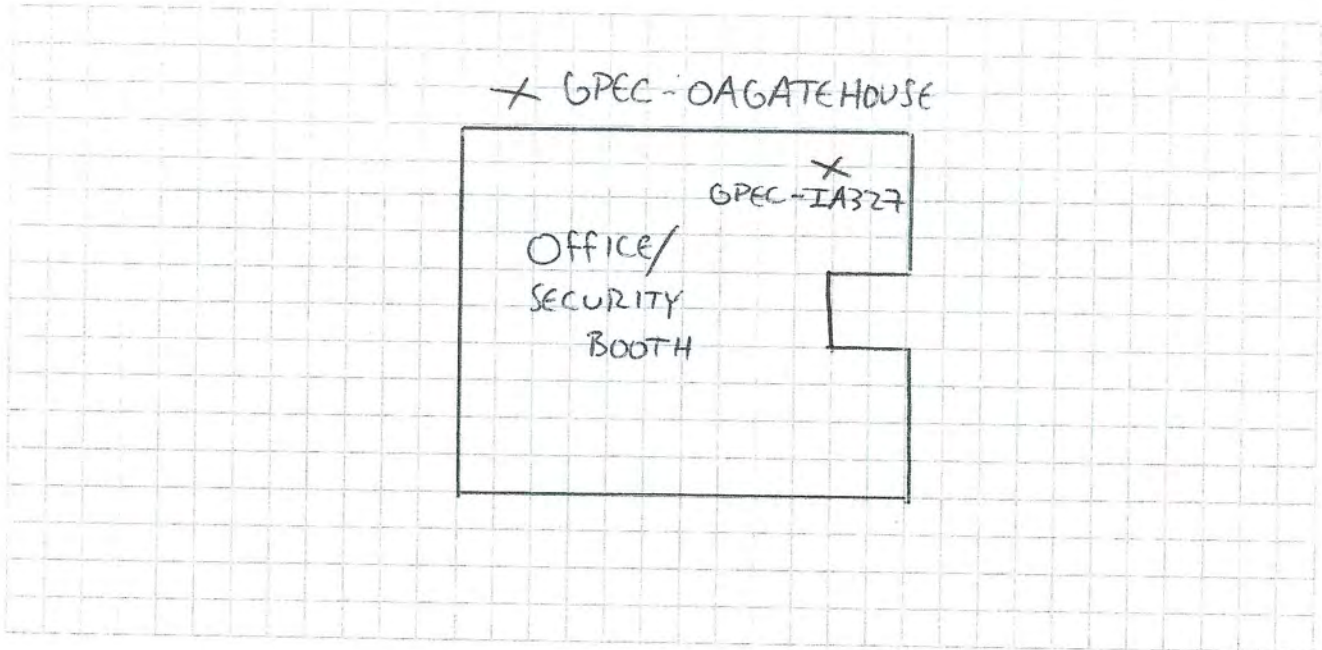 X GPEC-OAGATEHOUSE
X
GPEC-IA327
OFFICE/
SECURITY
BOOTH